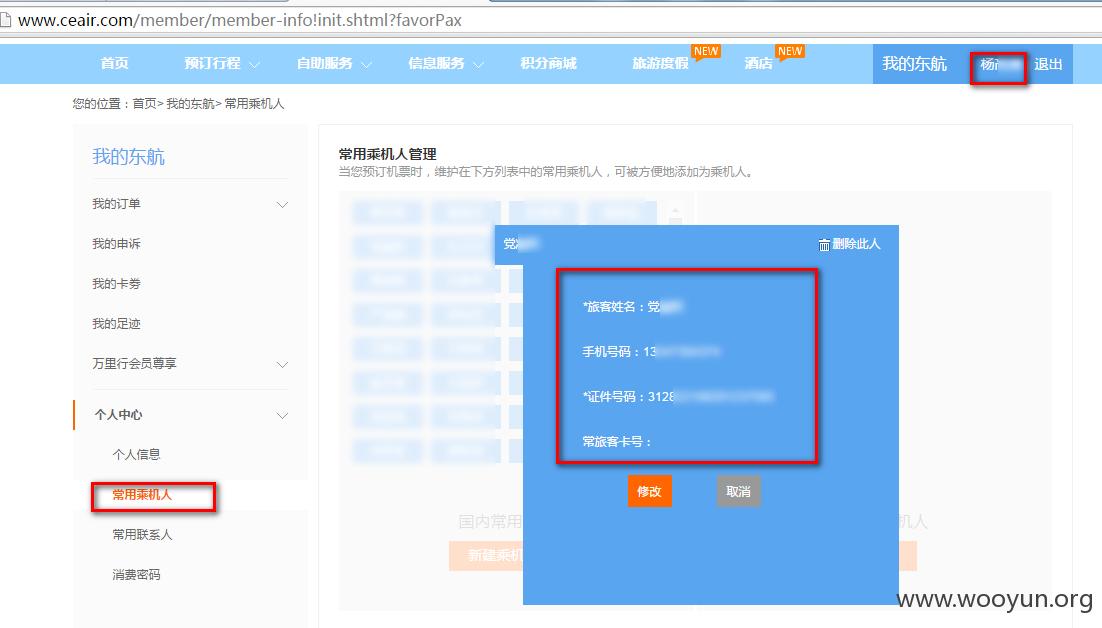 www.ceair.com/member/member-info!init.shtml?favorPax
首页 预订行程 自助服务 信息服务 积分商城 旅游度假 NEW 酒店 NEW 我的东航 杨 退出
您的位置：首页> 我的东航> 常用乘机人
我的东航
我的订单
我的申诉
我的卡券
我的足迹
万里行会员尊享
个人中心
个人信息
常用乘机人
常用联系人
消费密码
常用乘机人管理
当您预订机票时，维护在下方列表中的常用乘机人，可被方便地添加为乘机人。
党 删除此人
*旅客姓名：党
手机号码：13
*证件号码：3128
常旅客卡号：
修改 取消
国内常用 机人
新建乘机
www.wooyun.org